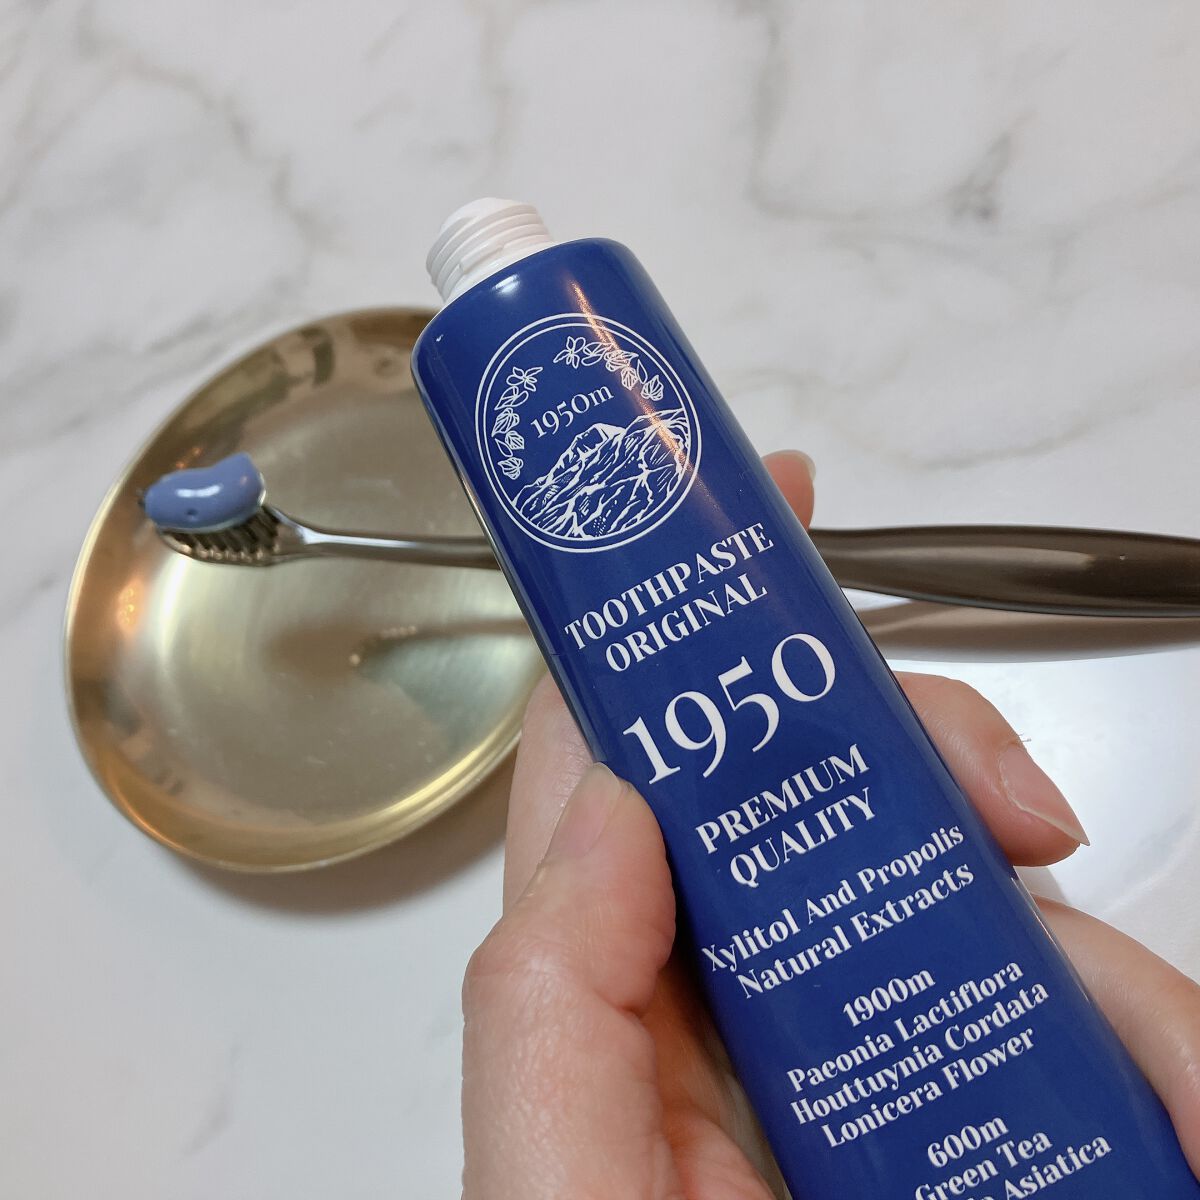 1950m
TOOTHPASTE
ORIGINAL
1950
PREMIUM
QUALITY
Xylitol And Propolis
Natural Extracts
1900m
Paeonia Lactiflora
Houttuynia Cordata
Lonicera Flower
600m
Green Tea
Asiatica